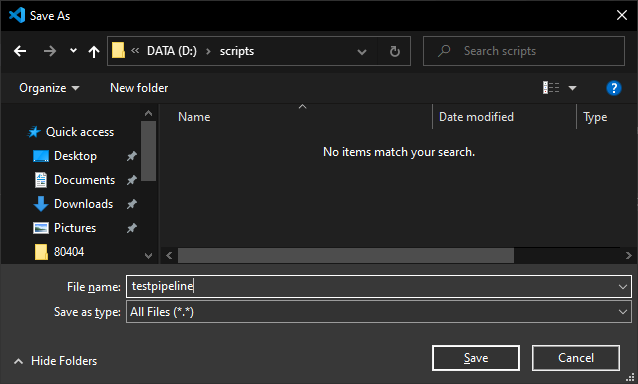 Save As
« DATA (D:) › scripts
Search scripts
Organize
New folder
?
Name
Date modified
Type
Quick access
Desktop
Documents
Downloads
Pictures
80404
No items match your search.
File name: testpipeline
Save as type: All Files (*.*)
Hide Folders
Save
Cancel